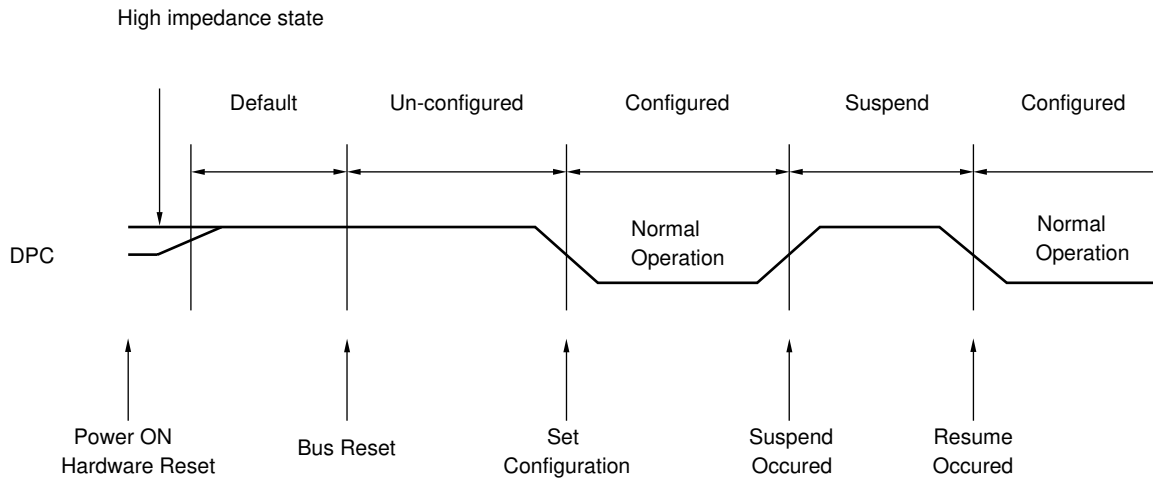 High impedance state
Default
Un-configured
Configured
Suspend
Configured
DPC
Normal
Operation
Normal
Operation
Power ON
Hardware Reset
Bus Reset
Set
Configuration
Suspend
Occured
Resume
Occured